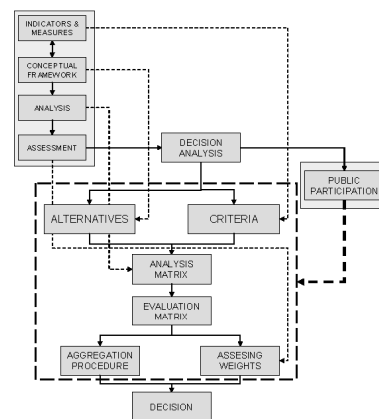 INDICATORS &
MEASURES
CONCEPTUAL
FRAMEWORK
ANALYSIS
ASSESSMENT
DECISION
ANALYSIS
PUBLIC
PARTICIPATION
ALTERNATIVES
CRITERIA
ANALYSIS
MATRIX
EVALUATION
MATRIX
AGGREGATION
PROCEDURE
ASSESING
WEIGHTS
DECISION